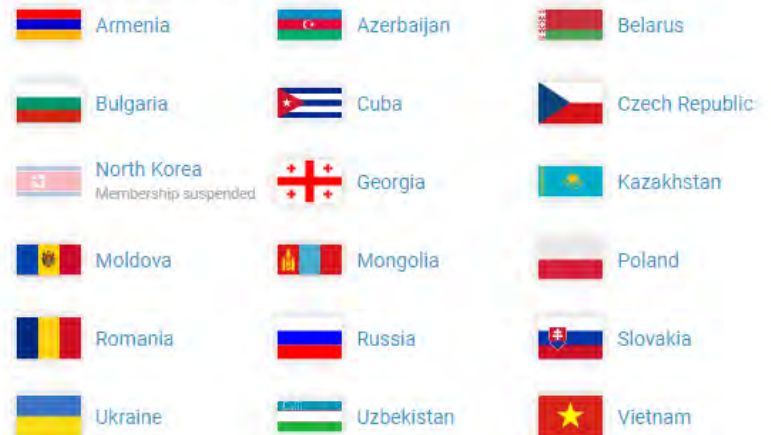 Armenia
Azerbaijan
Belarus
Bulgaria
Cuba
Czech Republic
North Korea
Membership suspended
Georgia
Kazakhstan
Moldova
Mongolia
Poland
Romania
Russia
Slovakia
Ukraine
Uzbekistan
Vietnam